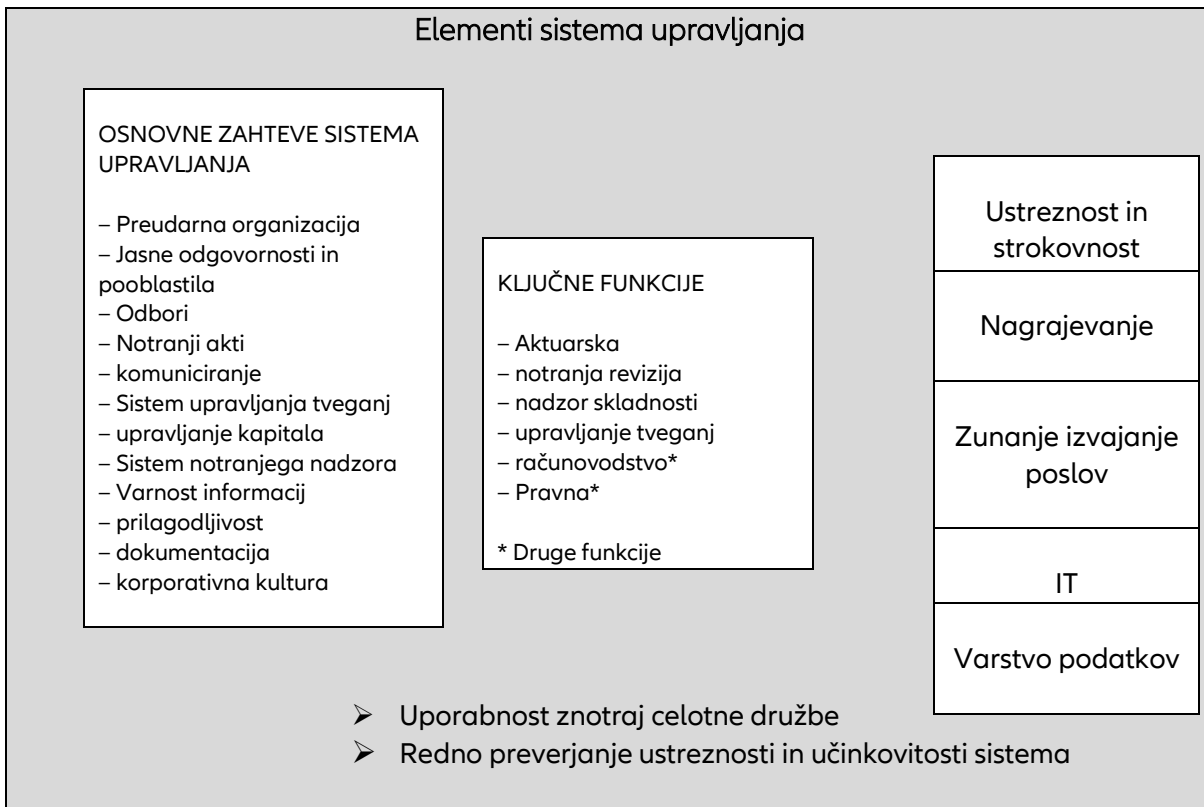 Elementi sistema upravljanja
OSNOVNE ZAHTEVE SISTEMA
UPRAVLJANJA
– Preudarna organizacija
– Jasne odgovornosti in
pooblastila
– Odbori
– Notranji akti
– komuniciranje
– Sistem upravljanja tveganj
– upravljanje kapitala
– Sistem notranjega nadzora
– Varnost informacij
– prilagodljivost
– dokumentacija
– korporativna kultura
KLJUČNE FUNKCIJE
– Aktuarska
– notranja revizija
– nadzor skladnosti
– upravljanje tveganj
– računovodstvo*
– Pravna*
* Druge funkcije
Ustreznost in
strokovnost
Nagrajevanje
Zunanje izvajanje
poslov
IT
Varstvo podatkov
➢ Uporabnost znotraj celotne družbe
➢ Redno preverjanje ustreznosti in učinkovitosti sistema